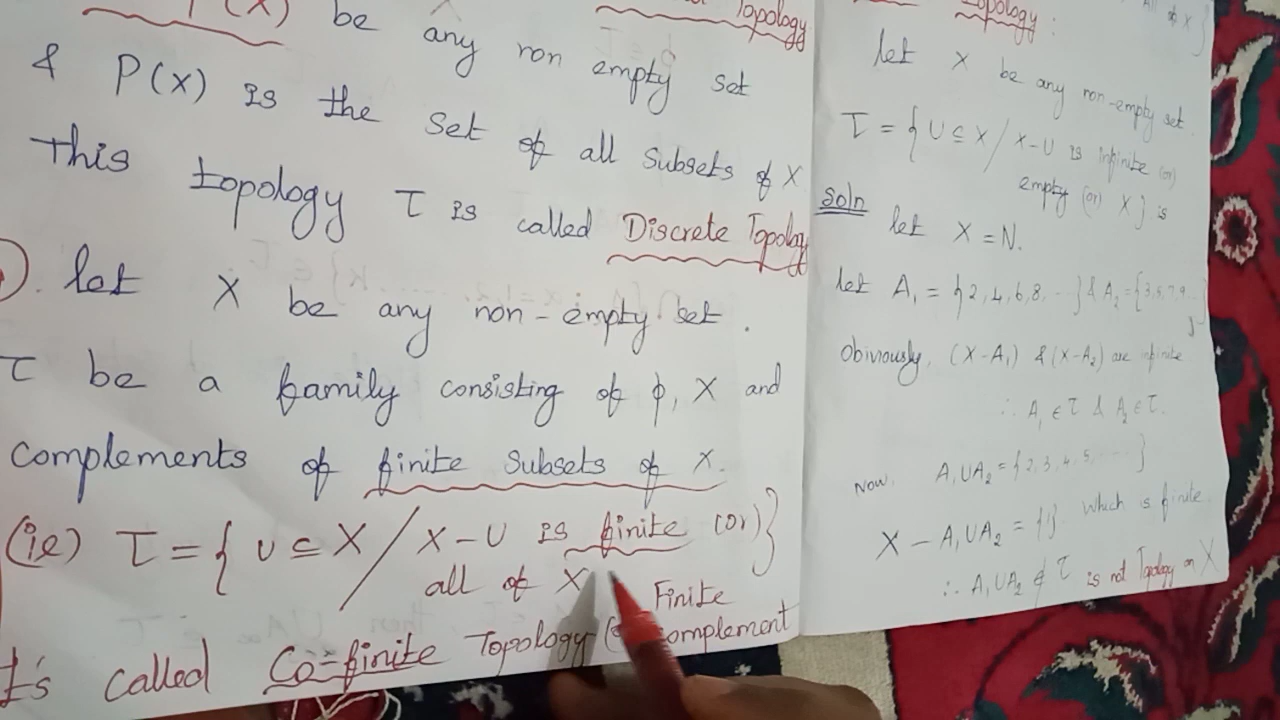 P(X) be any non empty set
Topology
& P(X) is the set of all subsets of X
This topology τ is called Discrete Topology
let X be any non-empty set.
τ be a family consisting of φ, X and
complements of finite subsets of X.
(ie) τ = { U ⊆ X / X-U is finite (or)
all of X }
It's called Co-finite Topology ( Finite
complement
Topology :
let X be any non-empty set.
τ = { U ⊆ X / X-U is infinite (or)
empty (or) X } is
Soln
let X = N.
let A₁ = {2,4,6,8,...} & A₂ = {3,5,7,9...}
Obiviously, (X-A₁) & (X-A₂) are infinite.
∴ A₁ ∈ τ & A₂ ∈ τ.
Now. A₁∪A₂ = {2,3,4,5,.....}
X - A₁∪A₂ = {1} which is finite.
∴ A₁∪A₂ ∉ τ is not Topology on X